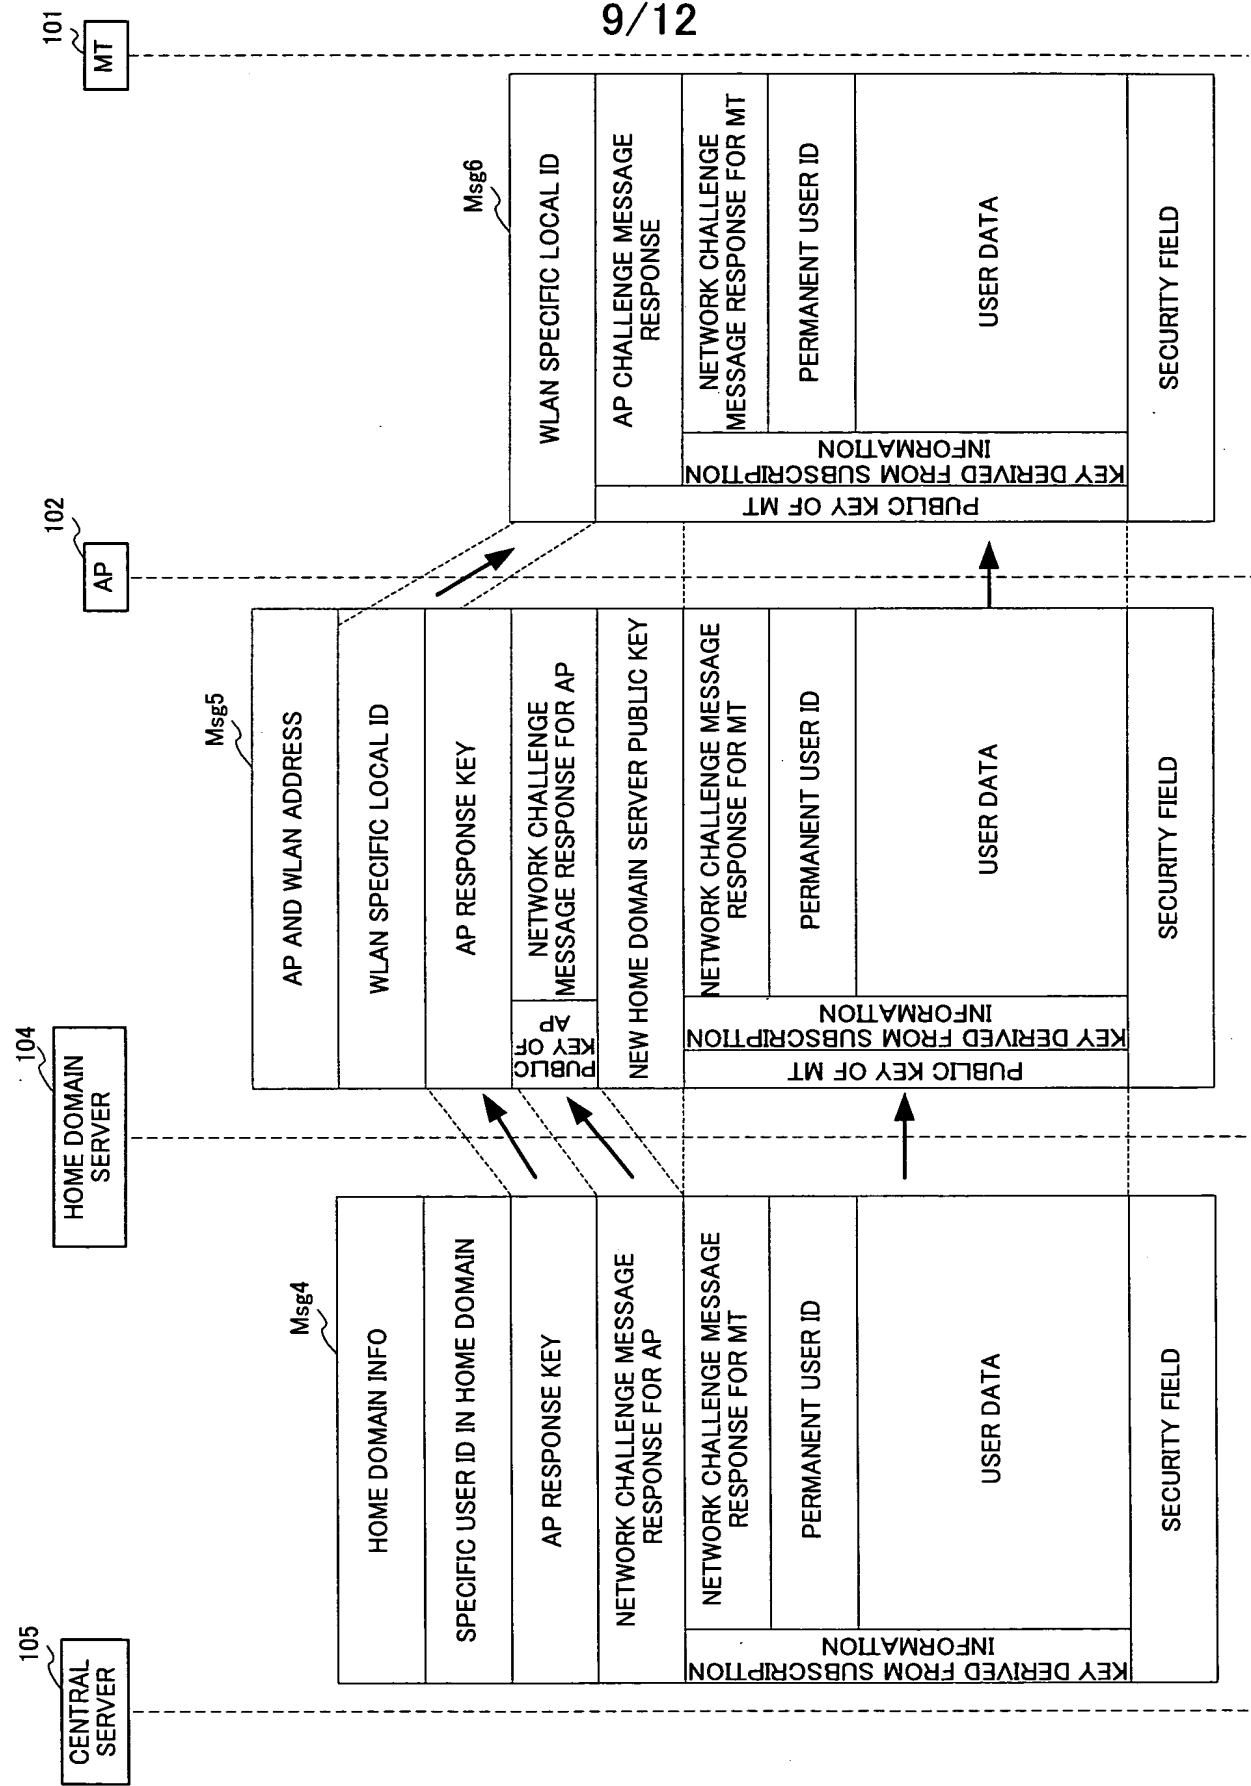 9/12
105
CENTRAL
SERVER
104
HOME DOMAIN
SERVER
102
AP
101
MT
Msg4
HOME DOMAIN INFO
SPECIFIC USER ID IN HOME DOMAIN
AP RESPONSE KEY
NETWORK CHALLENGE MESSAGE
RESPONSE FOR AP
KEY DERIVED FROM SUBSCRIPTION
INFORMATION
NETWORK CHALLENGE MESSAGE
RESPONSE FOR MT
PERMANENT USER ID
USER DATA
SECURITY FIELD
Msg5
AP AND WLAN ADDRESS
WLAN SPECIFIC LOCAL ID
AP RESPONSE KEY
PUBLIC
KEY OF
AP
NETWORK CHALLENGE
MESSAGE RESPONSE FOR AP
NEW HOME DOMAIN SERVER PUBLIC KEY
PUBLIC KEY OF MT
KEY DERIVED FROM SUBSCRIPTION
INFORMATION
NETWORK CHALLENGE MESSAGE
RESPONSE FOR MT
PERMANENT USER ID
USER DATA
SECURITY FIELD
Msg6
WLAN SPECIFIC LOCAL ID
AP CHALLENGE MESSAGE
RESPONSE
PUBLIC KEY OF MT
KEY DERIVED FROM SUBSCRIPTION
INFORMATION
NETWORK CHALLENGE
MESSAGE RESPONSE FOR MT
PERMANENT USER ID
USER DATA
SECURITY FIELD